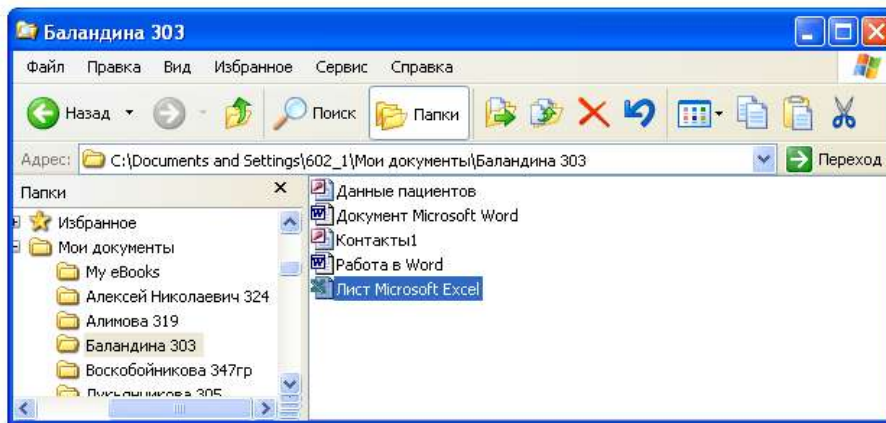 Баландина 303
Файл Правка Вид Избранное Сервис Справка
Назад Поиск Папки
Адрес: C:\Documents and Settings\602_1\Мои документы\Баландина 303 Переход
Папки
Избранное
Мои документы
My eBooks
Алексей Николаевич 324
Алимова 319
Баландина 303
Воскобойникова 347гр
Данные пациентов
Документ Microsoft Word
Контакты1
Работа в Word
Лист Microsoft Excel